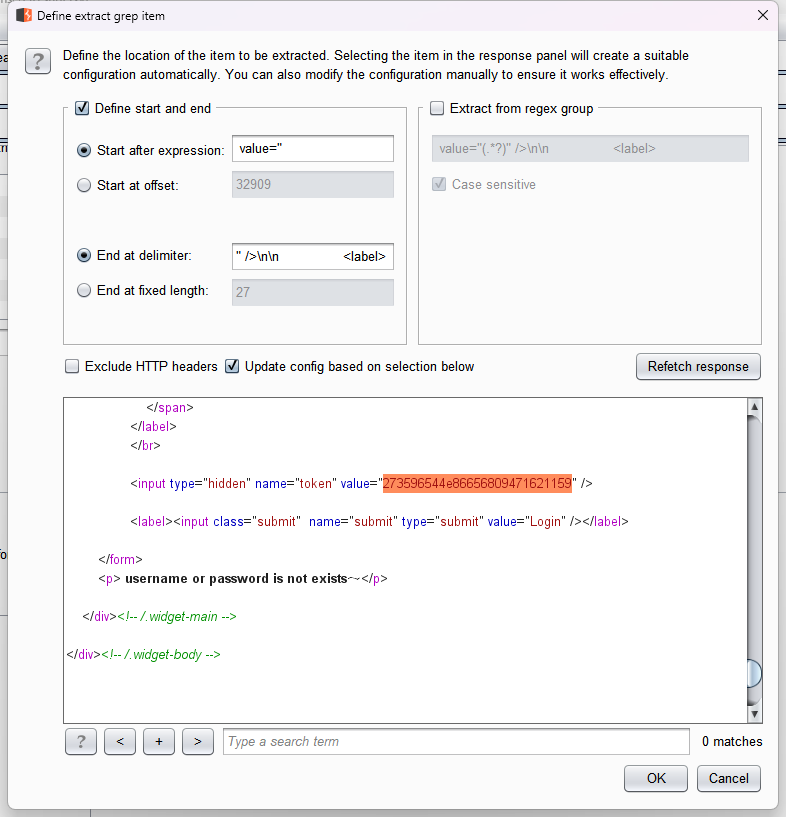 Define extract grep item
?
Define the location of the item to be extracted. Selecting the item in the response panel will create a suitable
configuration automatically. You can also modify the configuration manually to ensure it works effectively.
Define start and end
Start after expression: value="
Start at offset: 32909
End at delimiter: " />\n\n <label>
End at fixed length: 27
Extract from regex group
value="(.*?)" />\n\n <label>
Case sensitive
Exclude HTTP headers Update config based on selection below Refetch response
</span>
</label>
</br>
<input type="hidden" name="token" value="273596544e86656809471621159" />
<label><input class="submit" name="submit" type="submit" value="Login" /></label>
</form>
<p> username or password is not exists~~</p>
</div><!-- /.widget-main -->
</div><!-- /.widget-body -->
? < + > Type a search term 0 matches
OK Cancel